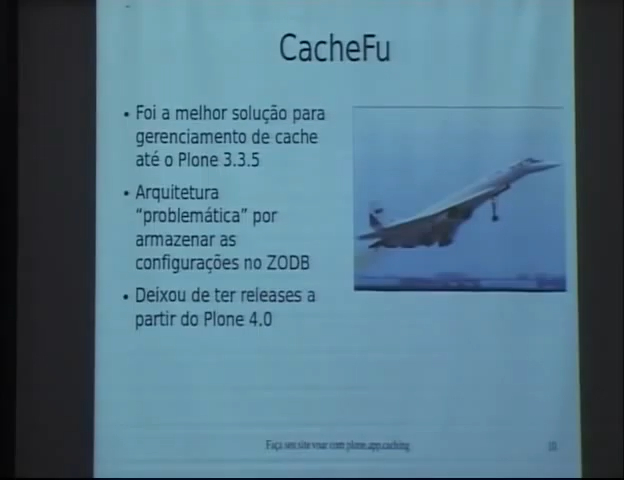 CacheFu
• Foi a melhor solução para
gerenciamento de cache
até o Plone 3.3.5
• Arquitetura
“problemática” por
armazenar as
configurações no ZODB
• Deixou de ter releases a
partir do Plone 4.0
Faça seu site voar com plone.app.caching